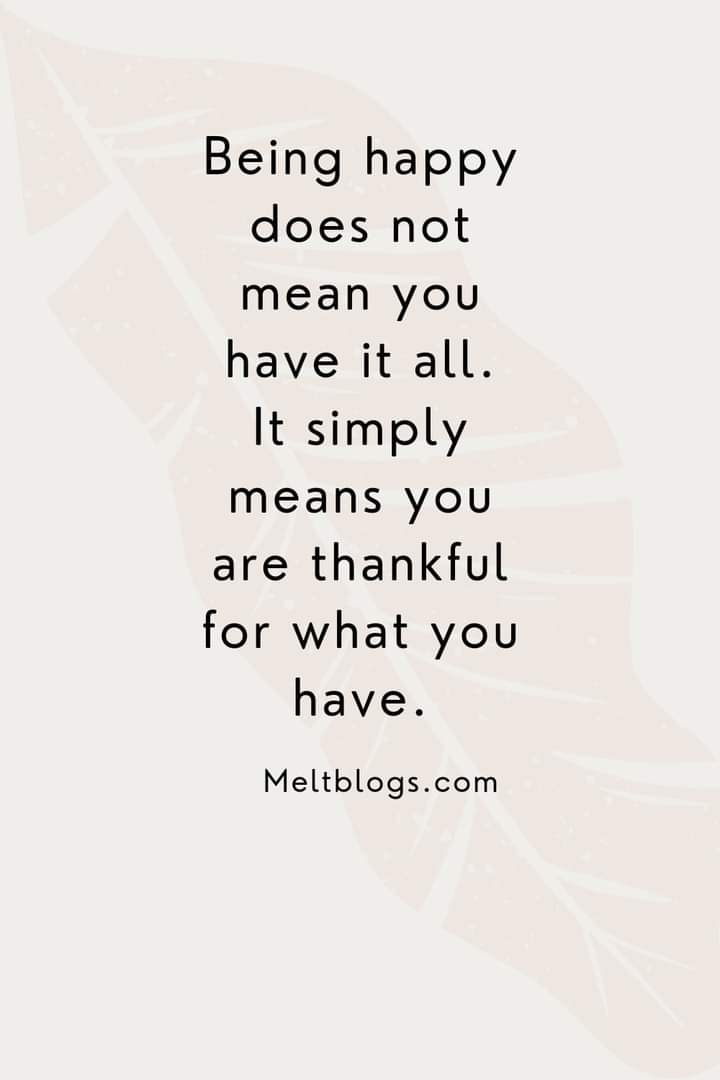 Being happy
does not
mean you
have it all.
It simply
means you
are thankful
for what you
have.
Meltblogs.com